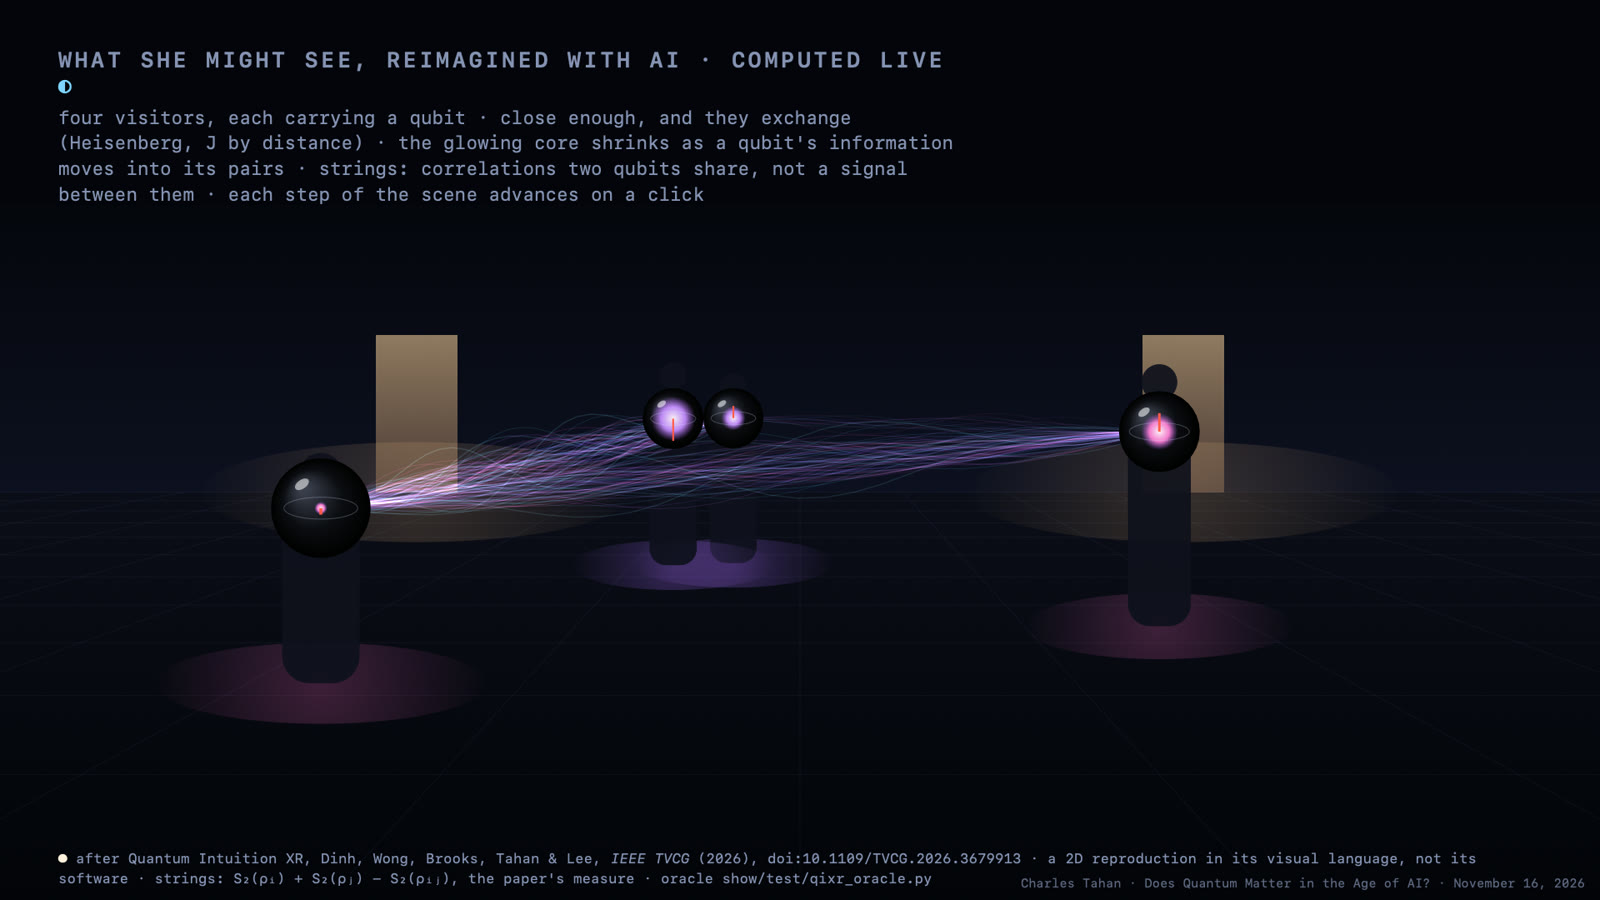 WHAT SHE MIGHT SEE, REIMAGINED WITH AI · COMPUTED LIVE
four visitors, each carrying a qubit · close enough, and they exchange
(Heisenberg, J by distance) · the glowing core shrinks as a qubit's information
moves into its pairs · strings: correlations two qubits share, not a signal
between them · each step of the scene advances on a click
after Quantum Intuition XR, Dinh, Wong, Brooks, Tahan & Lee, IEEE TVCG (2026), doi:10.1109/TVCG.2026.3679913 · a 2D reproduction in its visual language, not its
software · strings: S₂(ρᵢ) + S₂(ρⱼ) − S₂(ρᵢⱼ), the paper's measure · oracle show/test/qixr_oracle.py
Charles Tahan · Does Quantum Matter in the Age of AI? · November 16, 2026